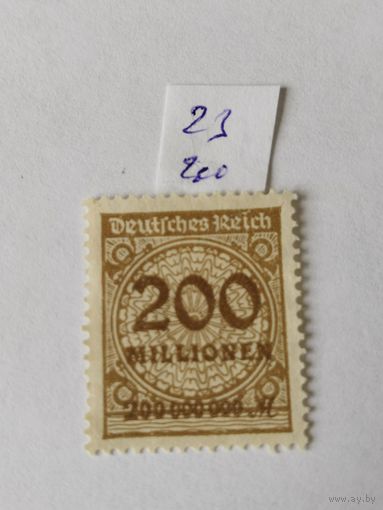 23
200
Deutsches Reich
200
MILLIONEN
200 000 000 M
www.ay.by